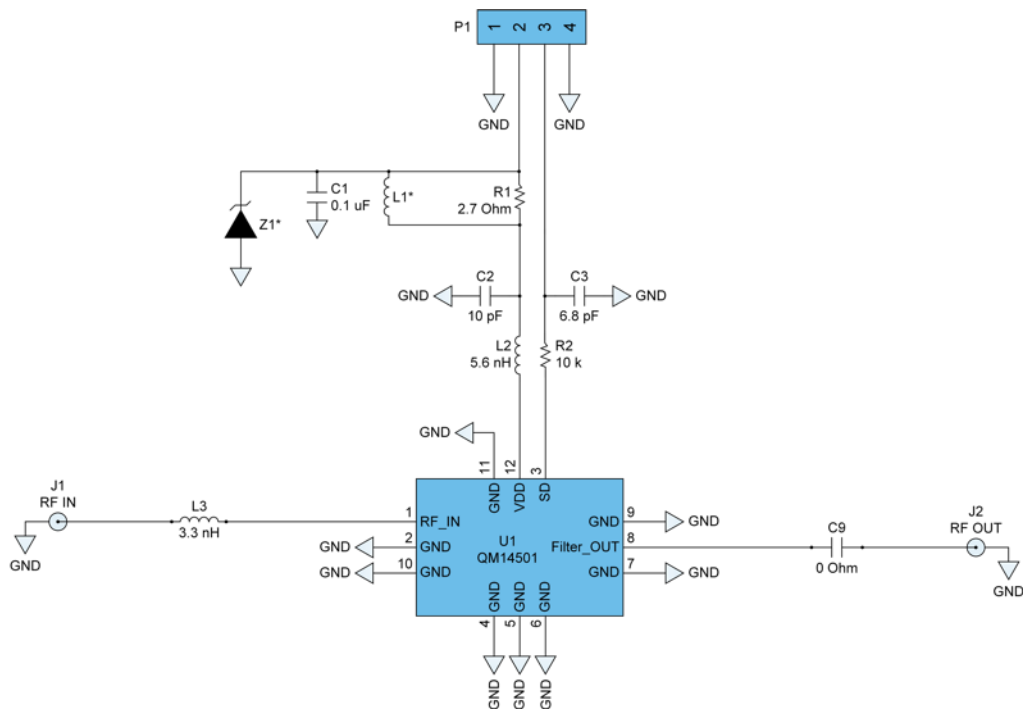 P1
1
2
3
4
GND
GND
C1
0.1 uF
L1*
R1
2.7 Ohm
Z1*
GND
C2
10 pF
C3
6.8 pF
GND
L2
5.6 nH
R2
10 k
GND
11
12
3
GND
VDD
SD
J1
RF IN
L3
3.3 nH
GND
1
RF_IN
GND
2
GND
GND
10
GND
U1
QM14501
GND
9
GND
Filter_OUT
8
GND
7
GND
C9
0 Ohm
J2
RF OUT
GND
GND
GND
GND
4
5
6
GND
GND
GND